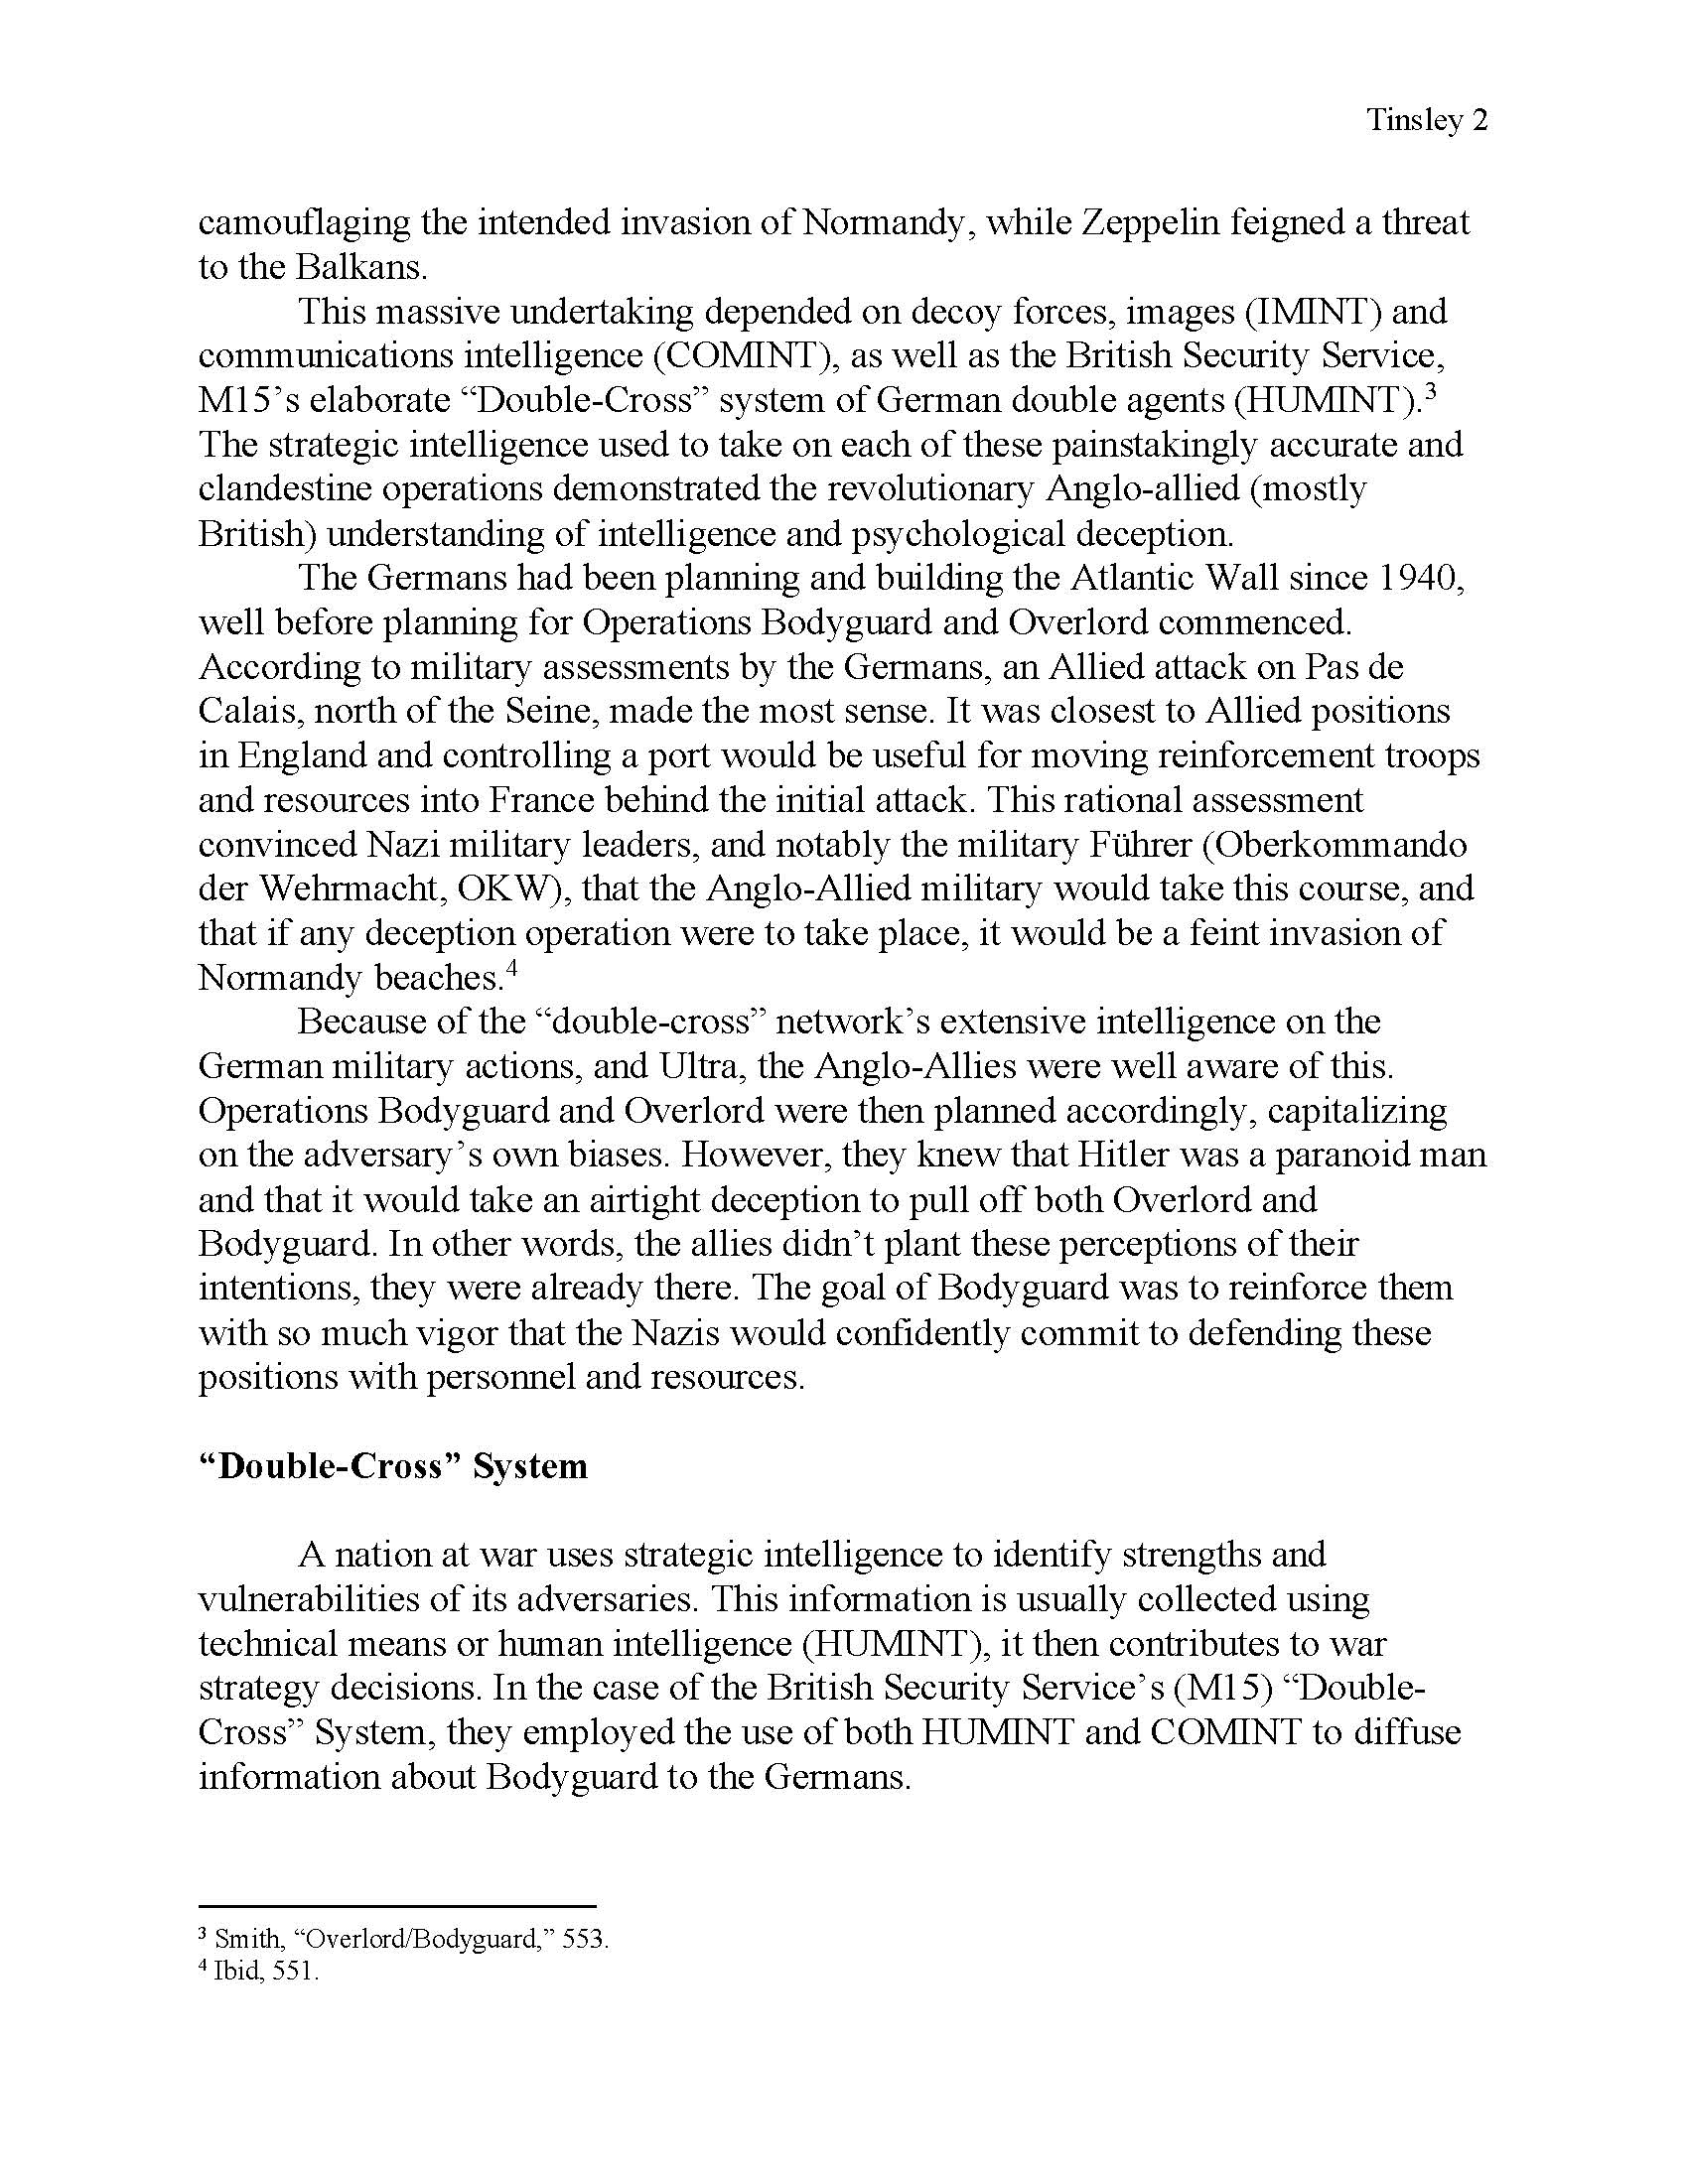 Tinsley 2
camouflaging the intended invasion of Normandy, while Zeppelin feigned a threat
to the Balkans.
This massive undertaking depended on decoy forces, images (IMINT) and
communications intelligence (COMINT), as well as the British Security Service,
M15’s elaborate “Double-Cross” system of German double agents (HUMINT).³
The strategic intelligence used to take on each of these painstakingly accurate and
clandestine operations demonstrated the revolutionary Anglo-allied (mostly
British) understanding of intelligence and psychological deception.
The Germans had been planning and building the Atlantic Wall since 1940,
well before planning for Operations Bodyguard and Overlord commenced.
According to military assessments by the Germans, an Allied attack on Pas de
Calais, north of the Seine, made the most sense. It was closest to Allied positions
in England and controlling a port would be useful for moving reinforcement troops
and resources into France behind the initial attack. This rational assessment
convinced Nazi military leaders, and notably the military Führer (Oberkommando
der Wehrmacht, OKW), that the Anglo-Allied military would take this course, and
that if any deception operation were to take place, it would be a feint invasion of
Normandy beaches.⁴
Because of the “double-cross” network’s extensive intelligence on the
German military actions, and Ultra, the Anglo-Allies were well aware of this.
Operations Bodyguard and Overlord were then planned accordingly, capitalizing
on the adversary’s own biases. However, they knew that Hitler was a paranoid man
and that it would take an airtight deception to pull off both Overlord and
Bodyguard. In other words, the allies didn’t plant these perceptions of their
intentions, they were already there. The goal of Bodyguard was to reinforce them
with so much vigor that the Nazis would confidently commit to defending these
positions with personnel and resources.
“Double-Cross” System
A nation at war uses strategic intelligence to identify strengths and
vulnerabilities of its adversaries. This information is usually collected using
technical means or human intelligence (HUMINT), it then contributes to war
strategy decisions. In the case of the British Security Service’s (M15) “Double-
Cross” System, they employed the use of both HUMINT and COMINT to diffuse
information about Bodyguard to the Germans.
³ Smith, “Overlord/Bodyguard,” 553.
⁴ Ibid, 551.